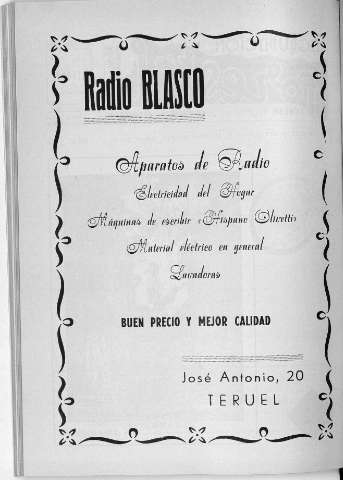 Radio BLASCO
Aparatos de Radio
Electricidad del Hogar
Máquinas de escribir «Hispano Olivetti»
Material eléctrico en general
Lavadoras
BUEN PRECIO Y MEJOR CALIDAD
José Antonio, 20
TERUEL